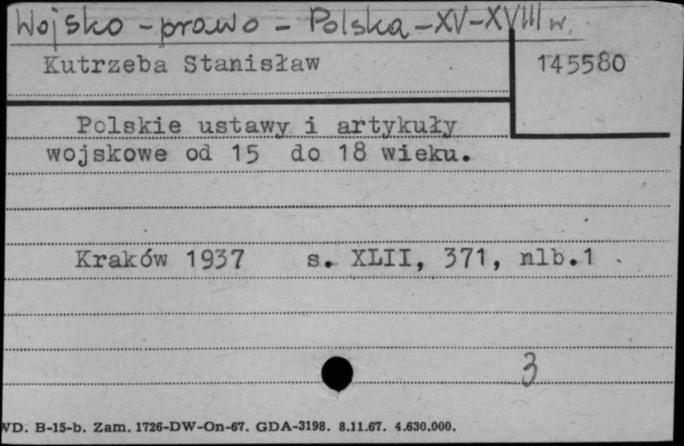 Wojsko - prawo - Polska - XV-XVIII w.
Kutrzeba Stanisław
145580
Polskie ustawy i artykuły
wojskowe od 15 do 18 wieku.
Kraków 1937 s. XLII, 371, nlb.1
3
WD. B-15-b. Zam. 1726-DW-On-67. GDA-3198. 8.11.67. 4.630.000.